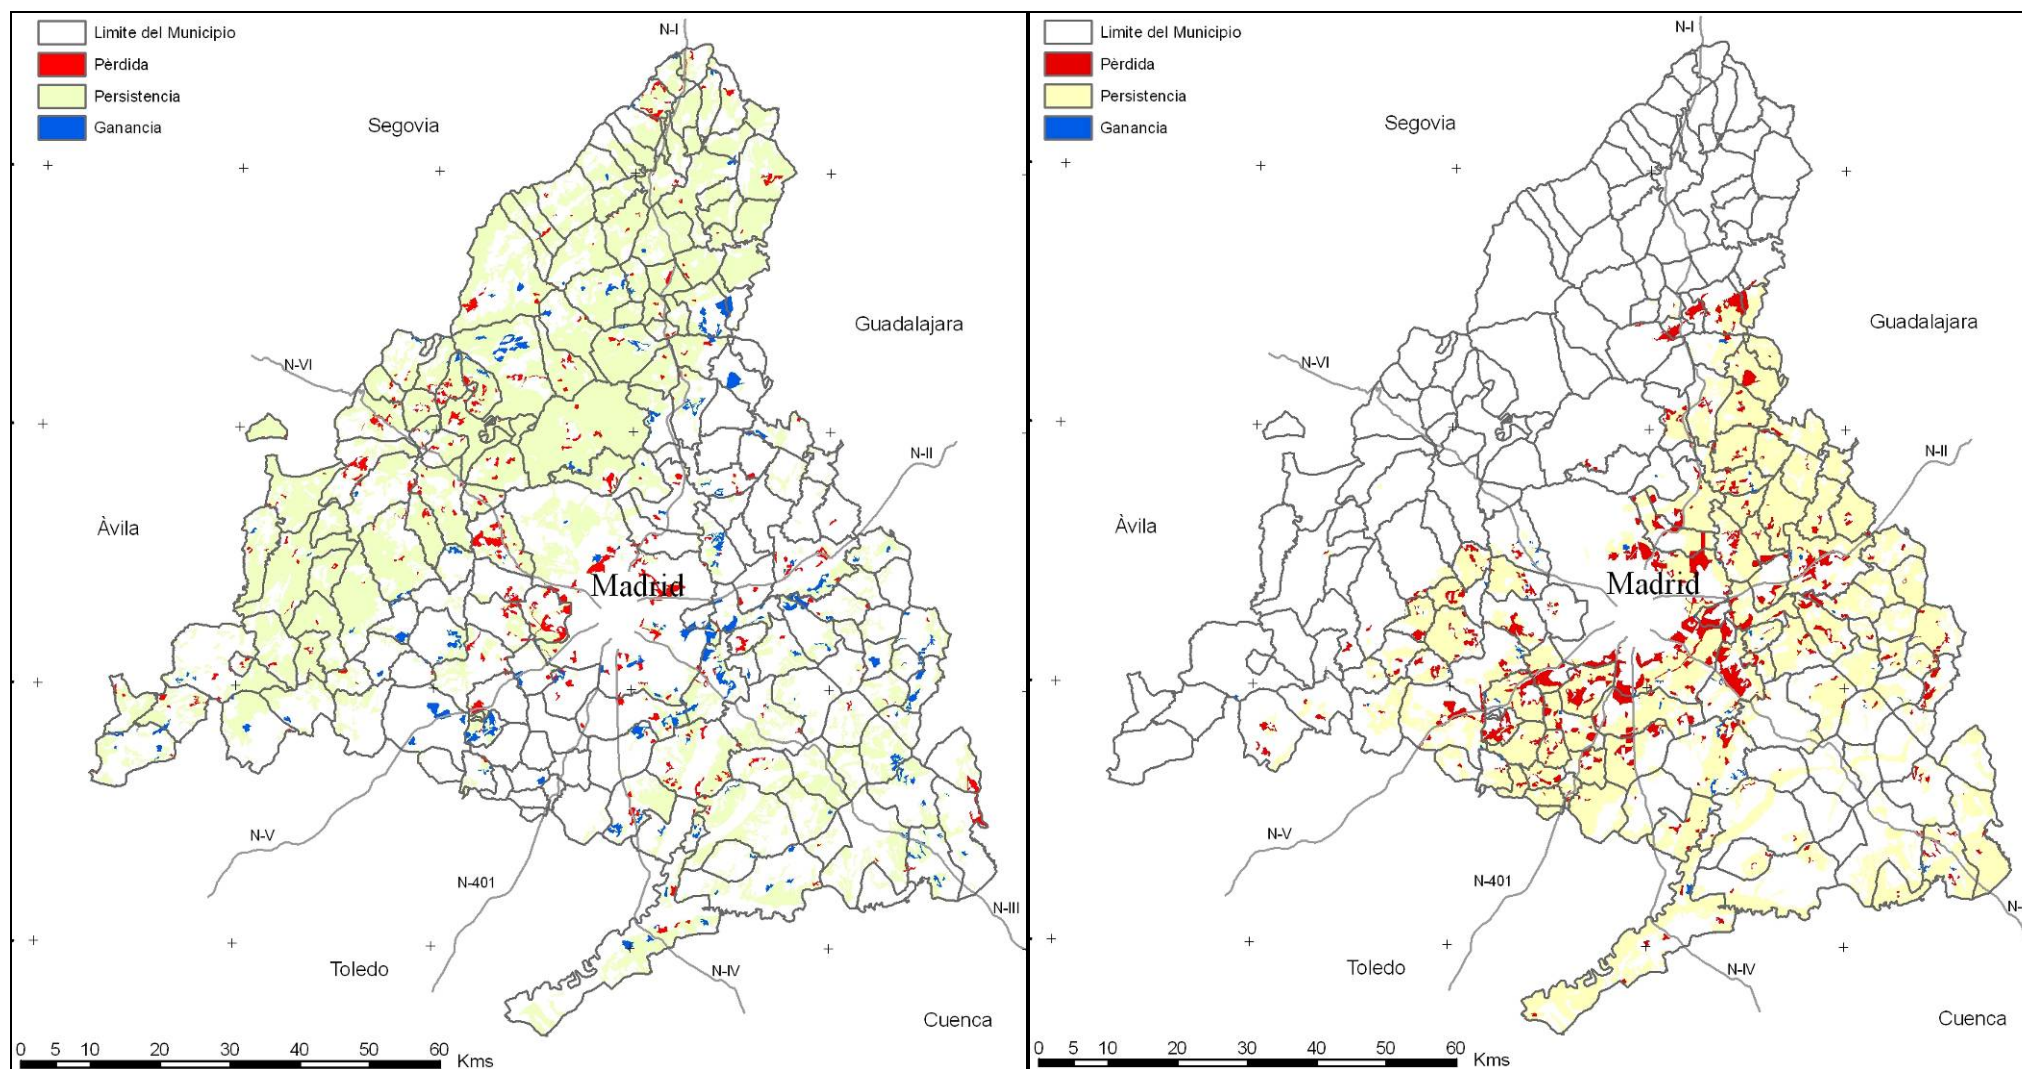 Limite del Municipio
Pèrdida
Persistencia
Ganancia
N-I
Segovia
Guadalajara
N-VI
N-II
Àvila
Madrid
N-V
N-401
N-III
Toledo
N-IV
Cuenca
0 5 10 20 30 40 50 60 Kms
Limite del Municipio
Pèrdida
Persistencia
Ganancia
N-I
Segovia
Guadalajara
N-VI
N-II
Àvila
Madrid
N-V
N-401
N-
Toledo
N-IV
Cuenca
0 5 10 20 30 40 50 60 Kms